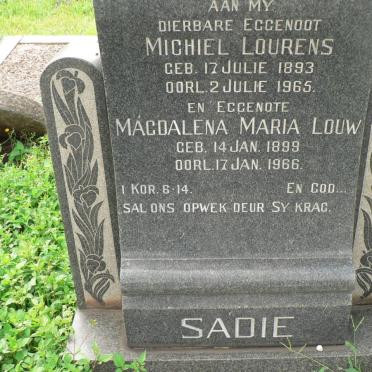 AAN MY
DIERBARE EGGENOOT
MICHIEL LOURENS
GEB. 17 JULIE 1893
OORL. 2 JULIE 1965.
EN EGGENOTE
MAGDALENA MARIA LOUW
GEB. 14 JAN. 1899
OORL. 17 JAN. 1966.
1 KOR. 6-14. EN GOD...
SAL ONS OPWEK DEUR SY KRAG.
SADIE